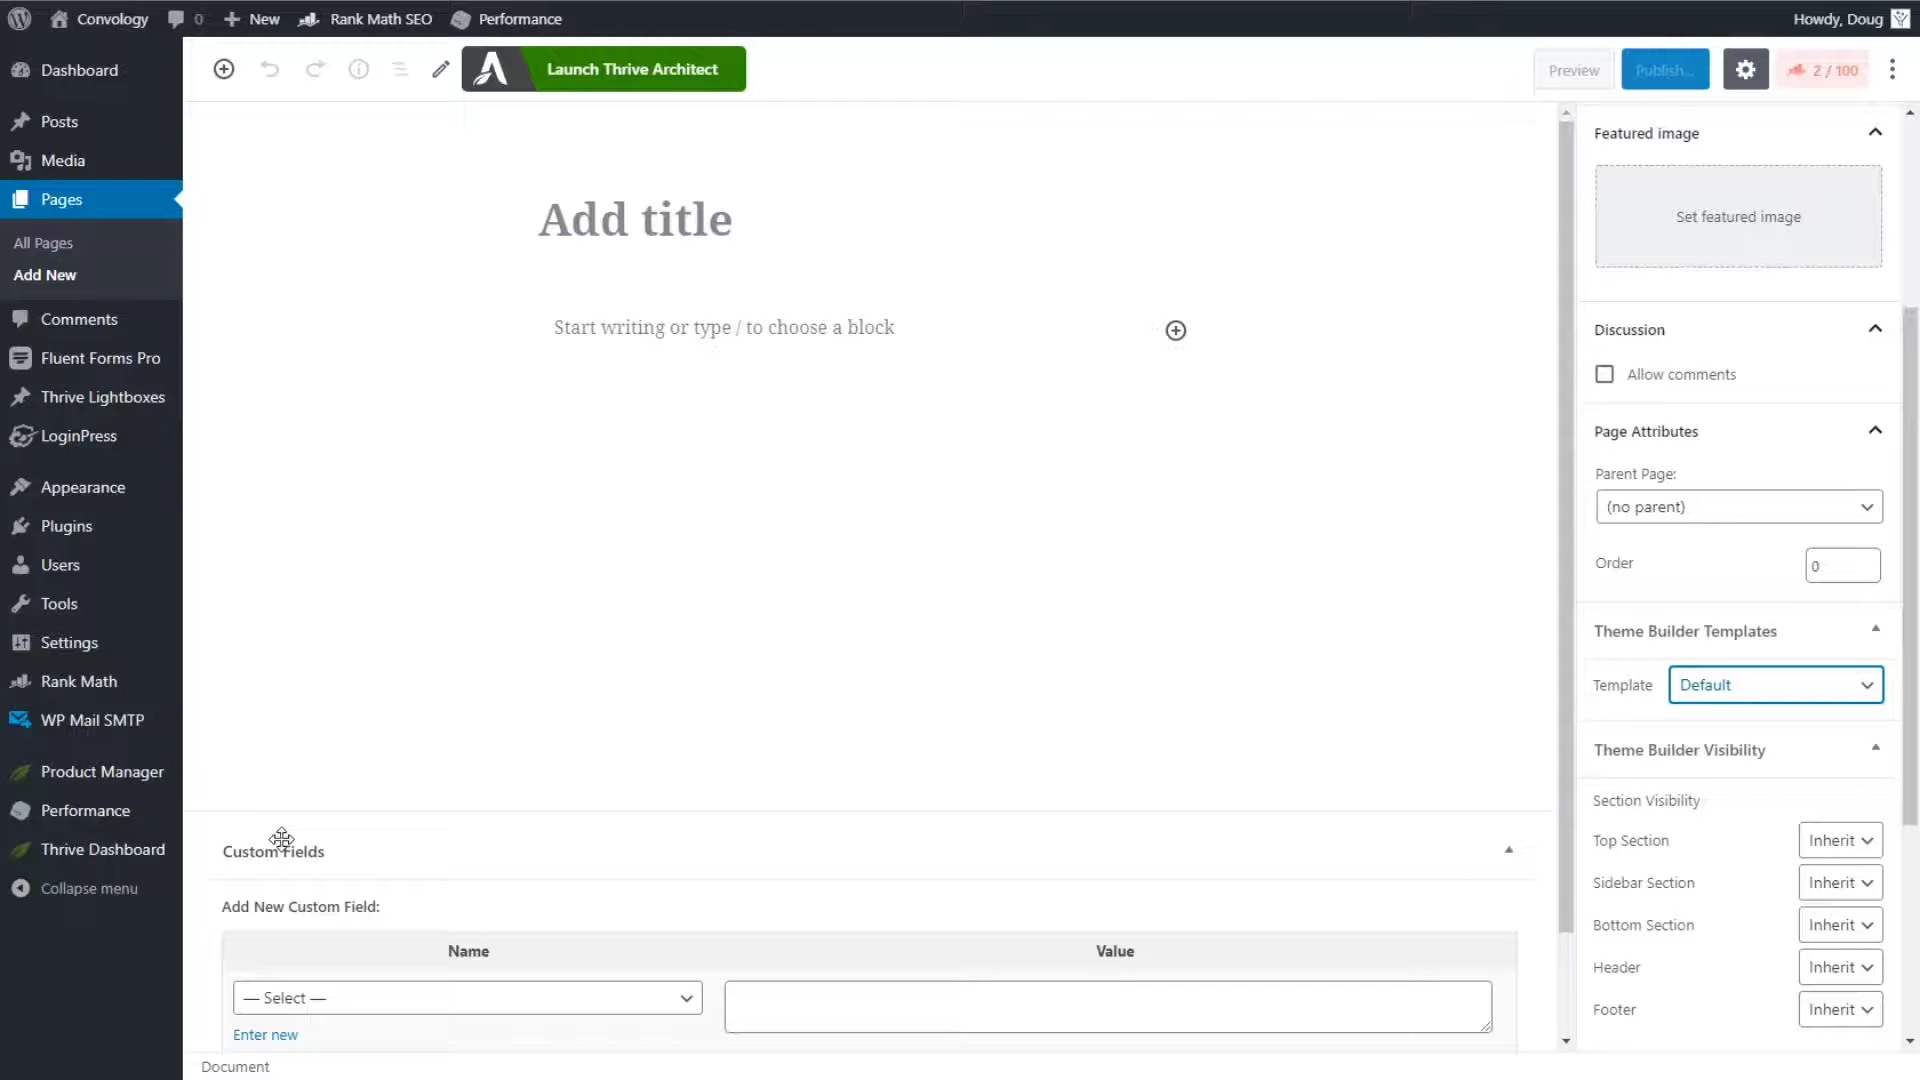 Convology
0
New
Rank Math SEO
Performance
Howdy, Doug
Dashboard
Posts
Media
Pages
All Pages
Add New
Comments
Fluent Forms Pro
Thrive Lightboxes
LoginPress
Appearance
Plugins
Users
Tools
Settings
Rank Math
WP Mail SMTP
Product Manager
Performance
Thrive Dashboard
Collapse menu
Launch Thrive Architect
Preview
Publish...
2 / 100
Add title
Start writing or type / to choose a block
Custom Fields
Add New Custom Field:
Name
Value
— Select —
Enter new
Document
Featured image
Set featured image
Discussion
Allow comments
Page Attributes
Parent Page:
(no parent)
Order
0
Theme Builder Templates
Template
Default
Theme Builder Visibility
Section Visibility
Top Section
Inherit
Sidebar Section
Inherit
Bottom Section
Inherit
Header
Inherit
Footer
Inherit